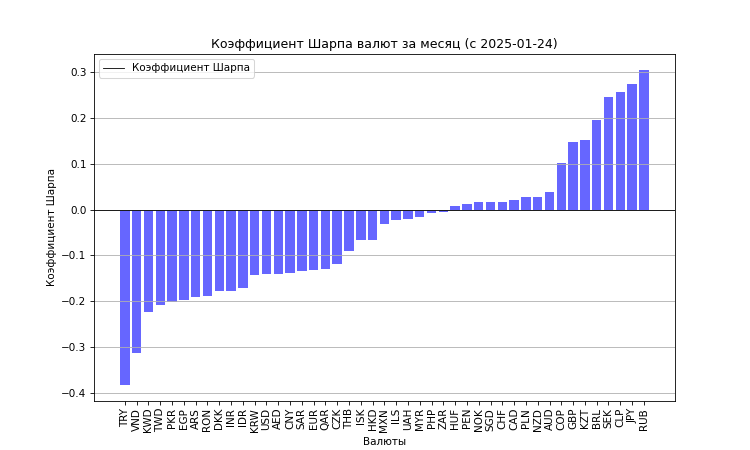 Коэффициент Шарпа валют за месяц (с 2025-01-24)
Коэффициент Шарпа
0.3
0.2
0.1
0.0
−0.1
−0.2
−0.3
−0.4
Коэффициент Шарпа
TRY VND KWD TWD PKR EGP ARS RON DKK INR IDR KRW USD AED CNY SAR EUR QAR CZK THB ISK HKD MXN ILS UAH MYR PHP ZAR HUF PEN NOK SGD CHF CAD PLN NZD AUD COP GBP KZT BRL SEK CLP JPY RUB
Валюты